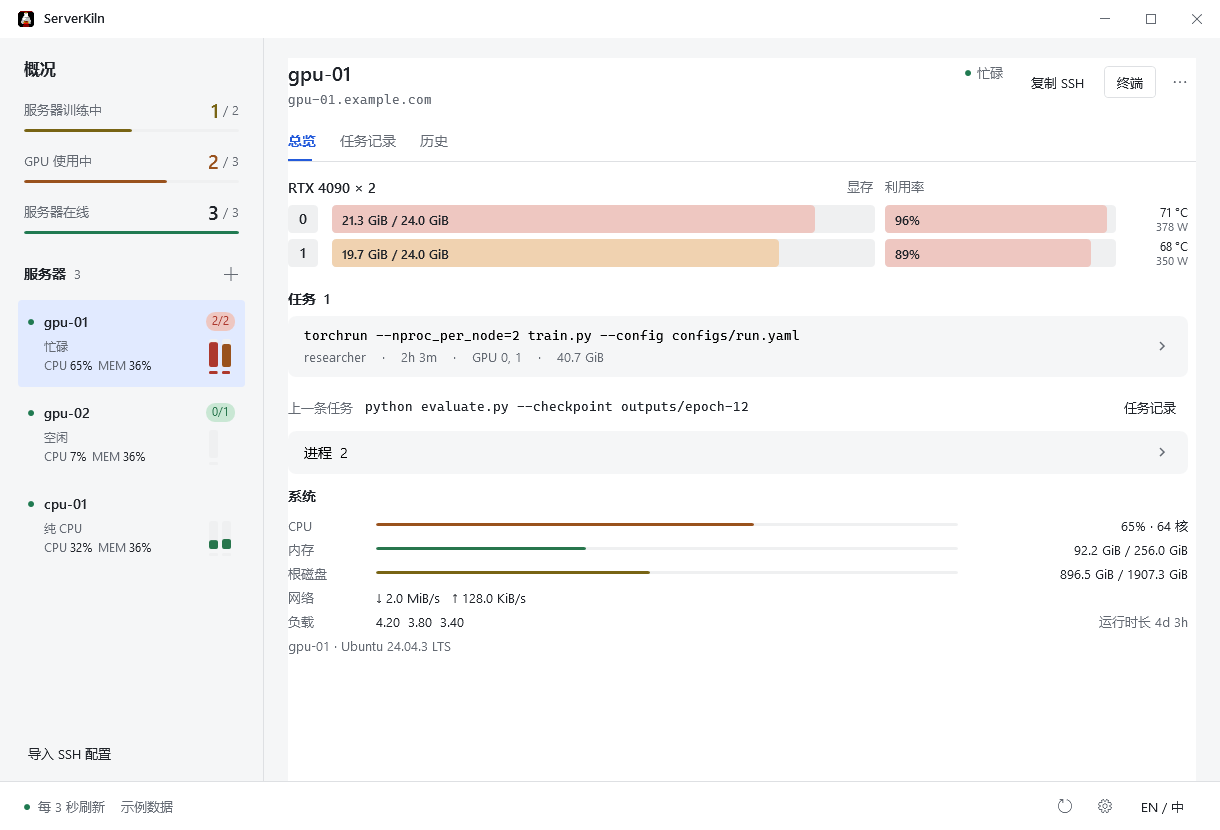 ServerKiln
概况
服务器训练中 1 / 2
GPU 使用中 2 / 3
服务器在线 3 / 3
服务器 3
gpu-01 2/2
忙碌
CPU 65% MEM 36%
gpu-02 0/1
空闲
CPU 7% MEM 36%
cpu-01
纯 CPU
CPU 32% MEM 36%
导入 SSH 配置
gpu-01
gpu-01.example.com
忙碌 复制 SSH 终端 ···
总览 任务记录 历史
RTX 4090 × 2 显存 利用率
0 21.3 GiB / 24.0 GiB 96% 71 °C
378 W
1 19.7 GiB / 24.0 GiB 89% 68 °C
350 W
任务 1
torchrun --nproc_per_node=2 train.py --config configs/run.yaml
researcher · 2h 3m · GPU 0, 1 · 40.7 GiB
上一条任务 python evaluate.py --checkpoint outputs/epoch-12 任务记录
进程 2
系统
CPU 65% · 64 核
内存 92.2 GiB / 256.0 GiB
根磁盘 896.5 GiB / 1907.3 GiB
网络 ↓ 2.0 MiB/s ↑ 128.0 KiB/s
负载 4.20 3.80 3.40 运行时长 4d 3h
gpu-01 · Ubuntu 24.04.3 LTS
每 3 秒刷新 示例数据 EN / 中